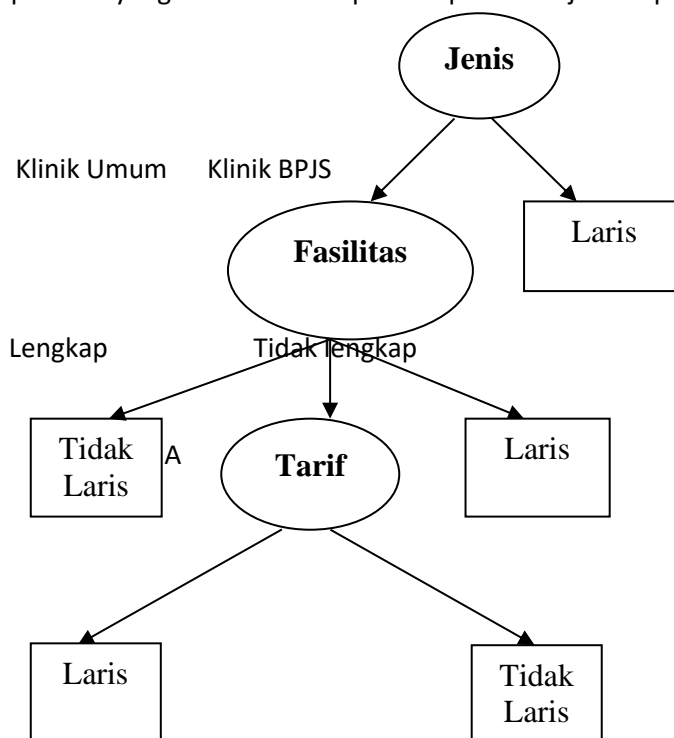 Jenis
Klinik Umum Klinik BPJS
Fasilitas
Laris
Lengkap Tidak lengkap
Tidak
Laris
A
Tarif
Laris
Laris
Tidak
Laris